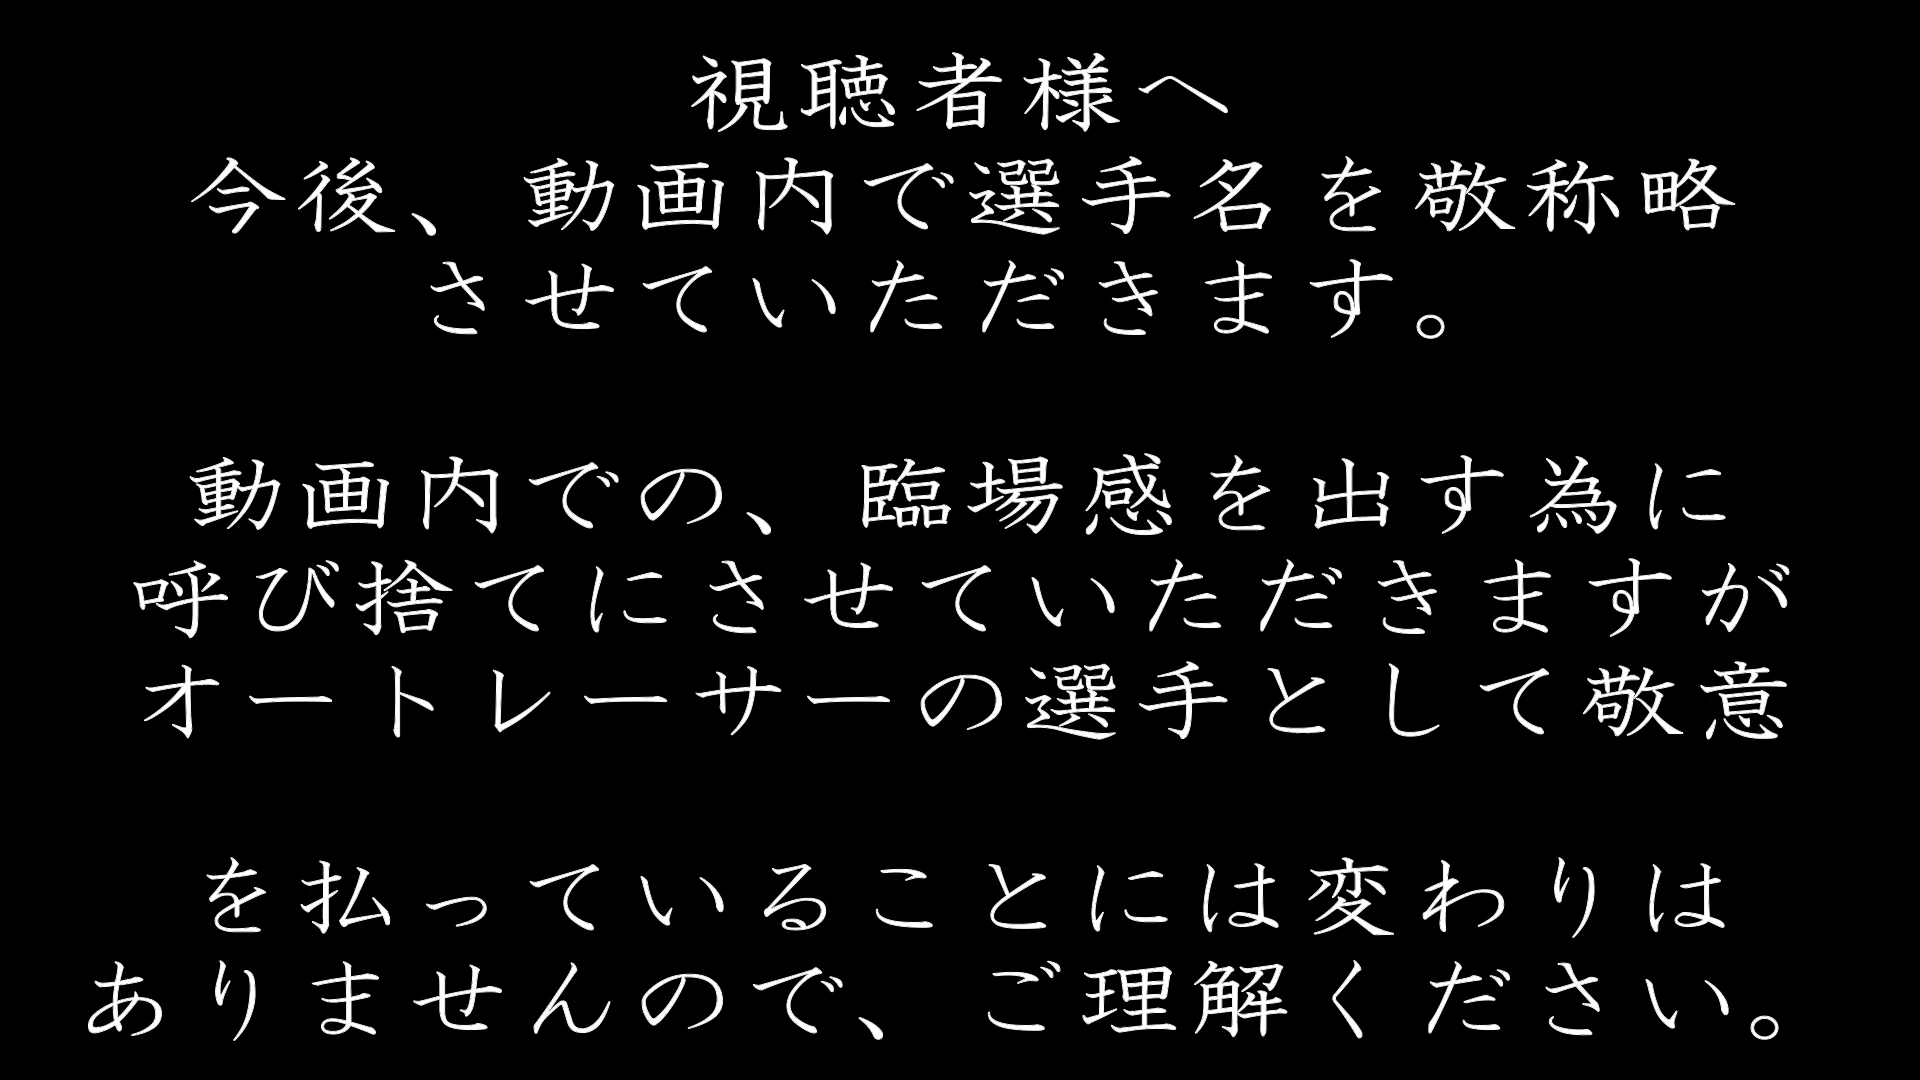 視聴者様へ
今後、動画内で選手名を敬称略
させていただきます。
動画内での、臨場感を出す為に
呼び捨てにさせていただきますが
オートレーサーの選手として敬意
を払っていることには変わりは
ありませんので、ご理解ください。